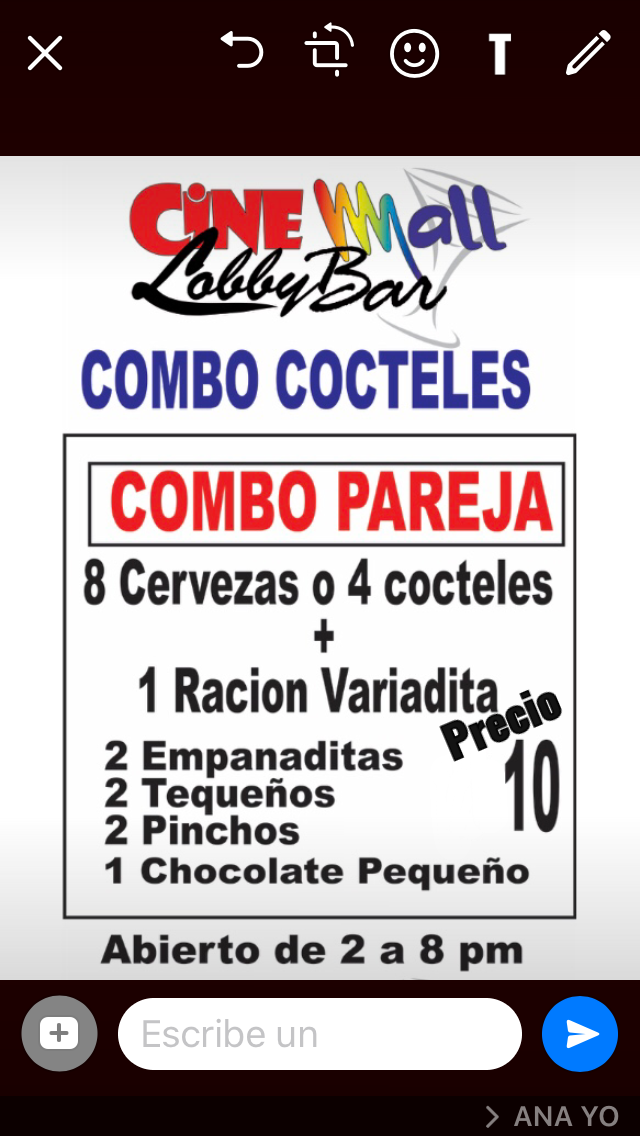 T
CiNE Mall
LobbyBar
COMBO COCTELES
COMBO PAREJA
8 Cervezas o 4 cocteles
+
1 Racion Variadita
Precio
10
2 Empanaditas
2 Tequeños
2 Pinchos
1 Chocolate Pequeño
Abierto de 2 a 8 pm
Escribe un
ANA YO